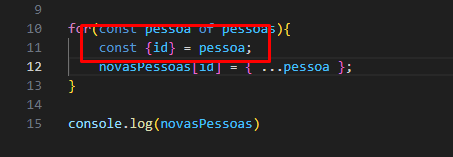 9
10 for(const pessoa of pessoas){
11 const {id} = pessoa;
12 novasPessoas[id] = { ...pessoa };
13 }
14
15 console.log(novasPessoas)